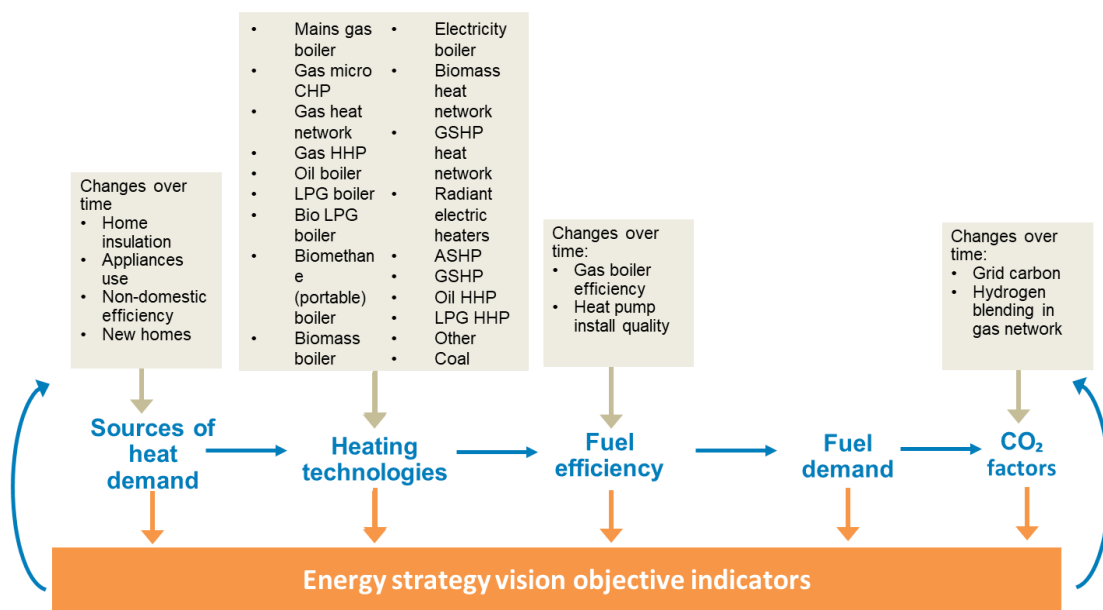 • Mains gas
boiler
• Gas micro
CHP
• Gas heat
network
• Gas HHP
• Oil boiler
• LPG boiler
• Bio LPG
boiler
• Biomethan
e
(portable)
boiler
• Biomass
boiler
• Electricity
boiler
• Biomass
heat
network
• GSHP
heat
network
• Radiant
electric
heaters
• ASHP
• GSHP
• Oil HHP
• LPG HHP
• Other
• Coal
Changes over
time
• Home
insulation
• Appliances
use
• Non-domestic
efficiency
• New homes
Changes over
time:
• Gas boiler
efficiency
• Heat pump
install quality
Changes over
time:
• Grid carbon
• Hydrogen
blending in
gas network
Sources of
heat
demand
Heating
technologies
Fuel
efficiency
Fuel
demand
CO₂
factors
Energy strategy vision objective indicators